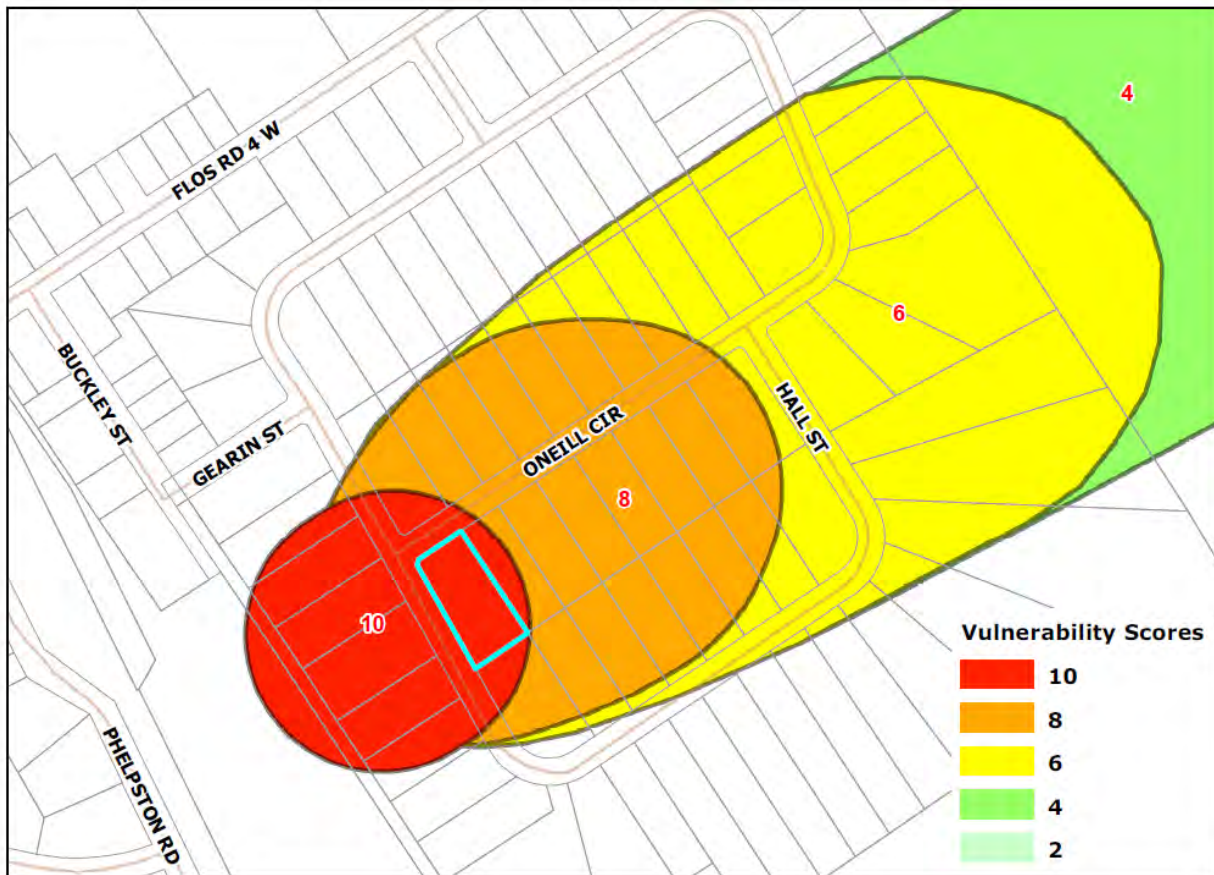 4
FLOS RD 4 W
6
BUCKLEY ST
HALL ST
GEARIN ST
ONEILL CIR
8
10
PHELPSTON RD
Vulnerability Scores
10
8
6
4
2